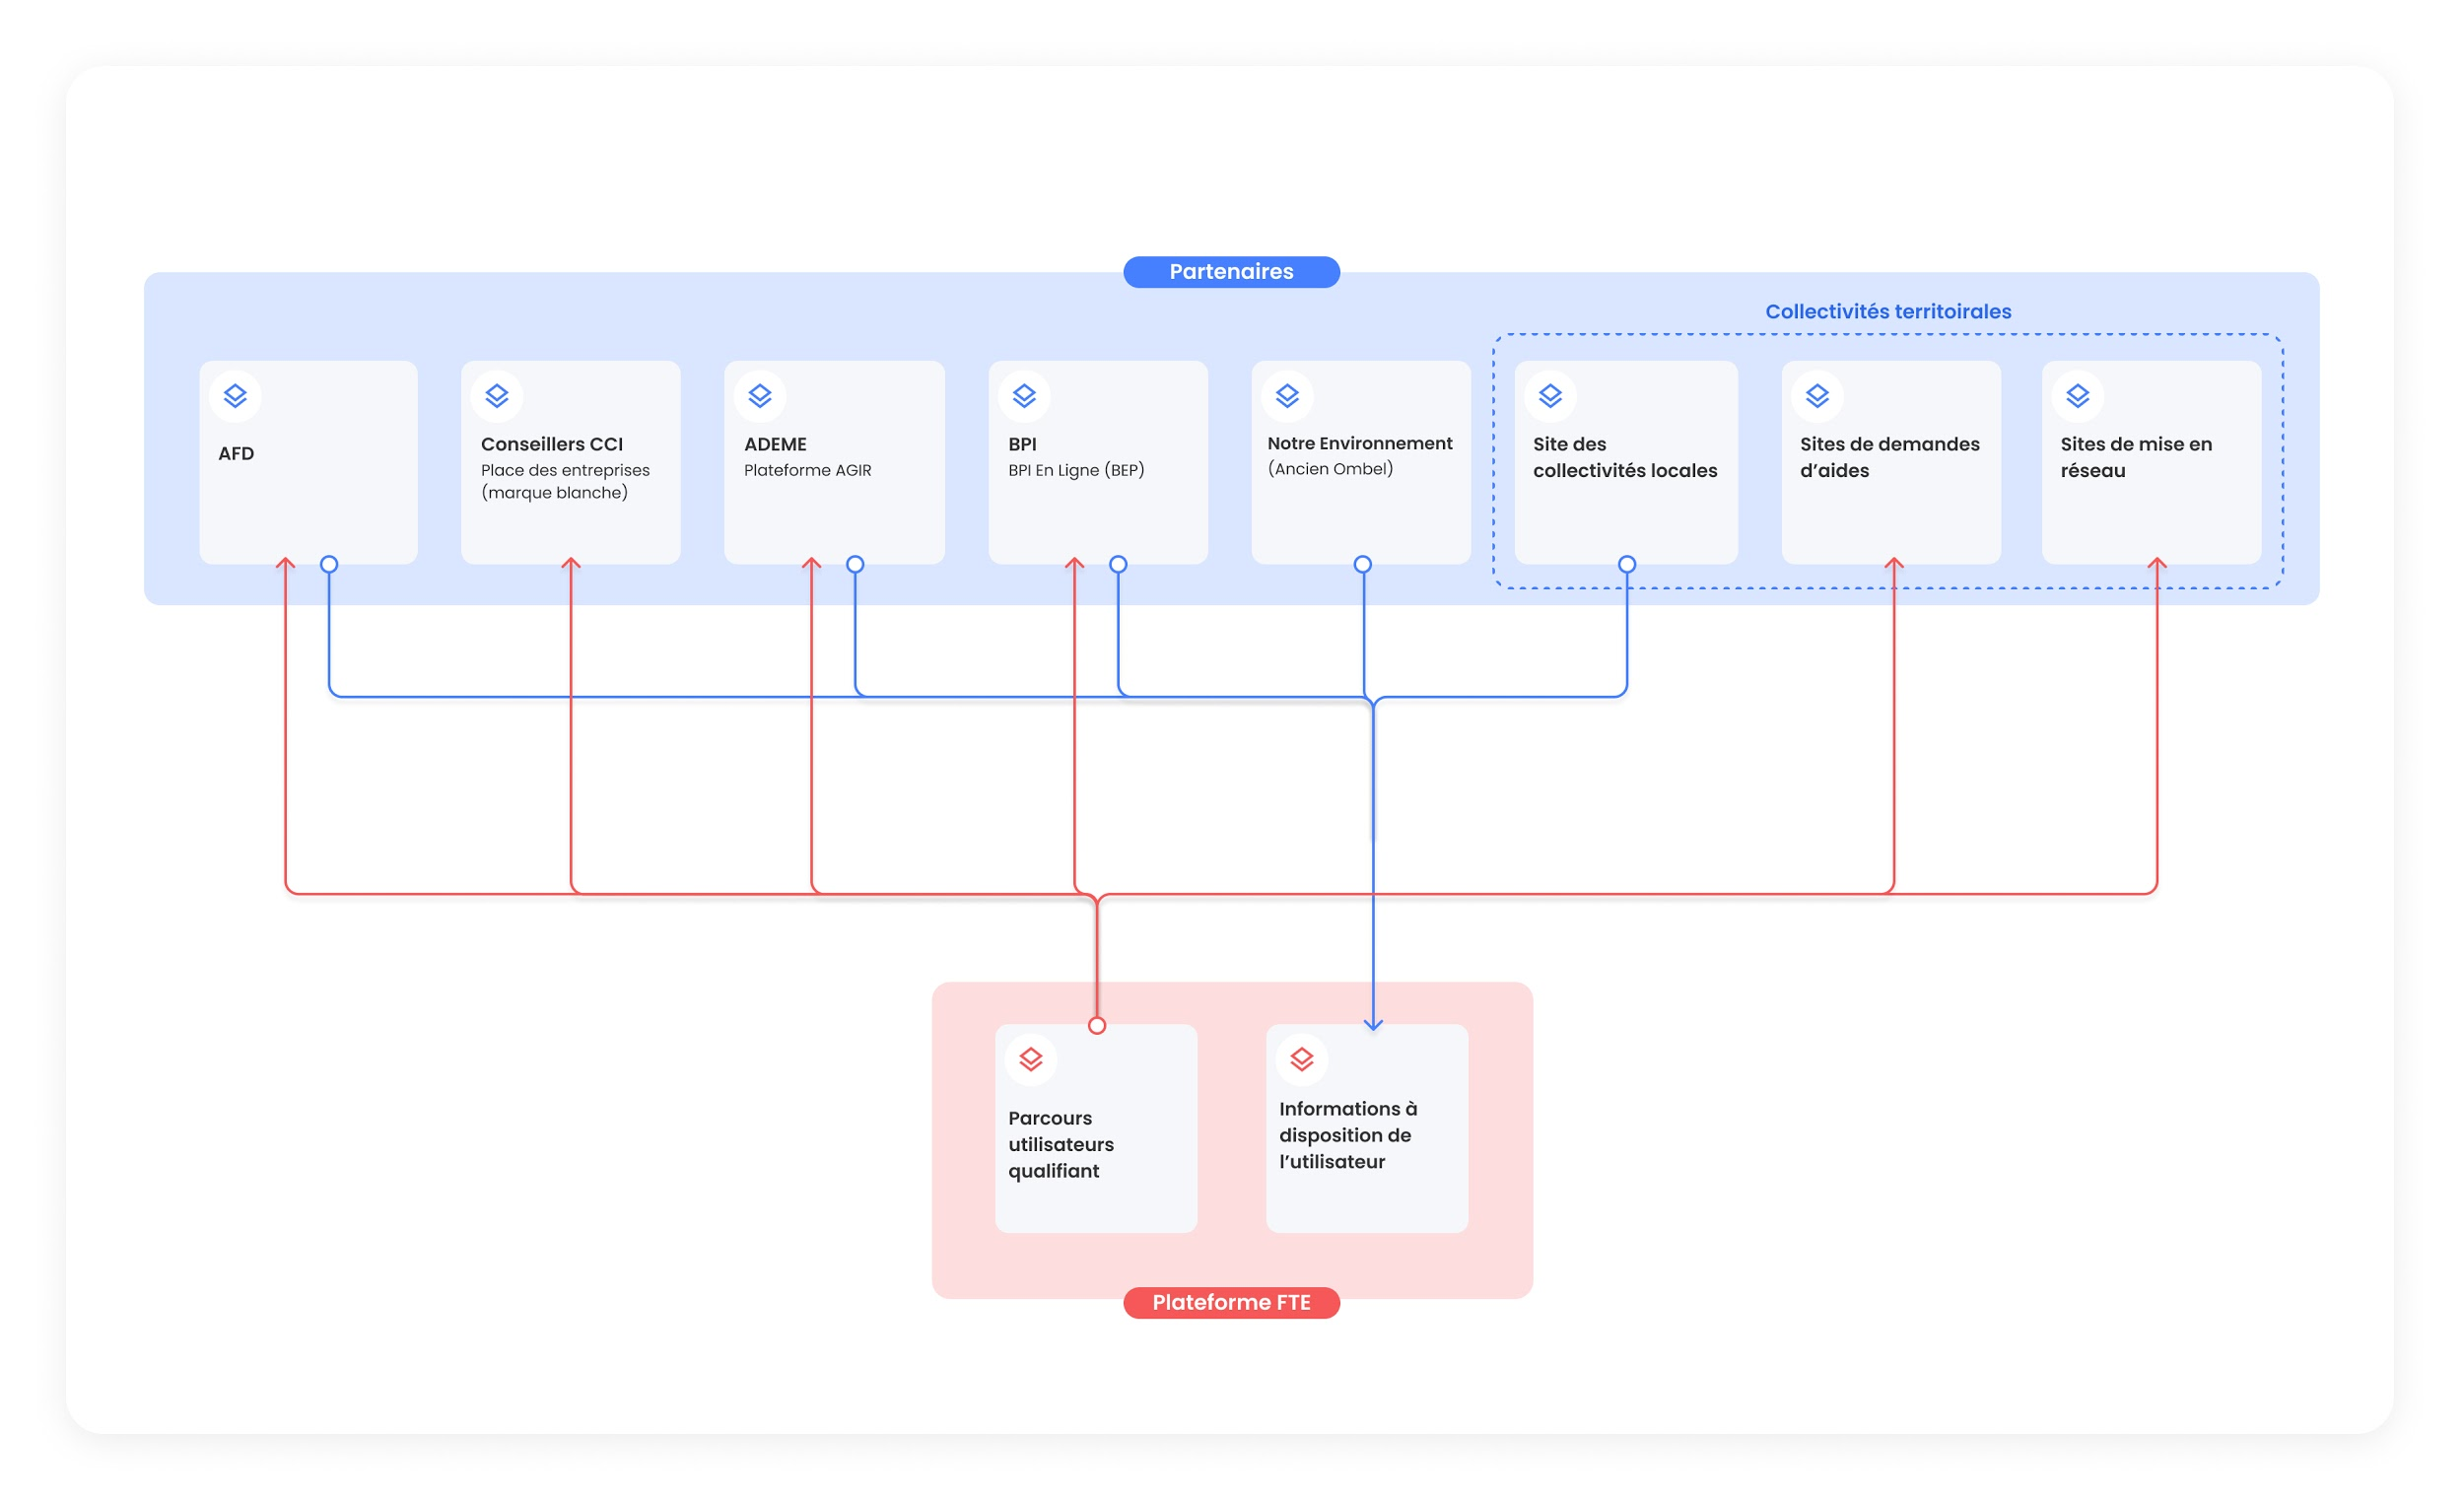 Partenaires
Collectivités territoirales
AFD
Conseillers CCI
Place des entreprises
(marque blanche)
ADEME
Plateforme AGIR
BPI
BPI En Ligne (BEP)
Notre Environnement
(Ancien Ombel)
Site des
collectivités locales
Sites de demandes
d’aides
Sites de mise en
réseau
Parcours
utilisateurs
qualifiant
Informations à
disposition de
l’utilisateur
Plateforme FTE